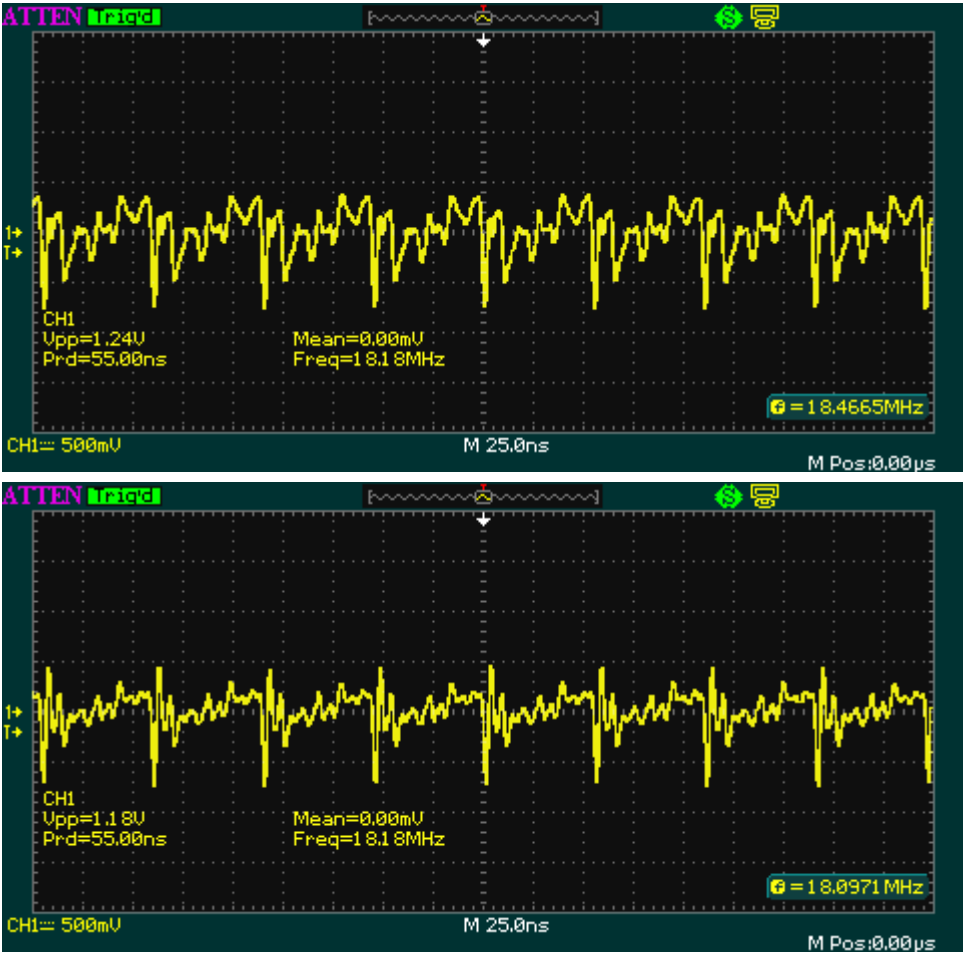 ATTEN Trig'd S
1
T
CH1
Vpp=1.24V Mean=0.00mV
Prd=55.00ns Freq=18.18MHz
f=18.4665MHz
CH1 500mV M 25.0ns
M Pos:0.00µs
ATTEN Trig'd S
1
T
CH1
Vpp=1.18V Mean=0.00mV
Prd=55.00ns Freq=18.18MHz
f=18.0971MHz
CH1 500mV M 25.0ns
M Pos:0.00µs